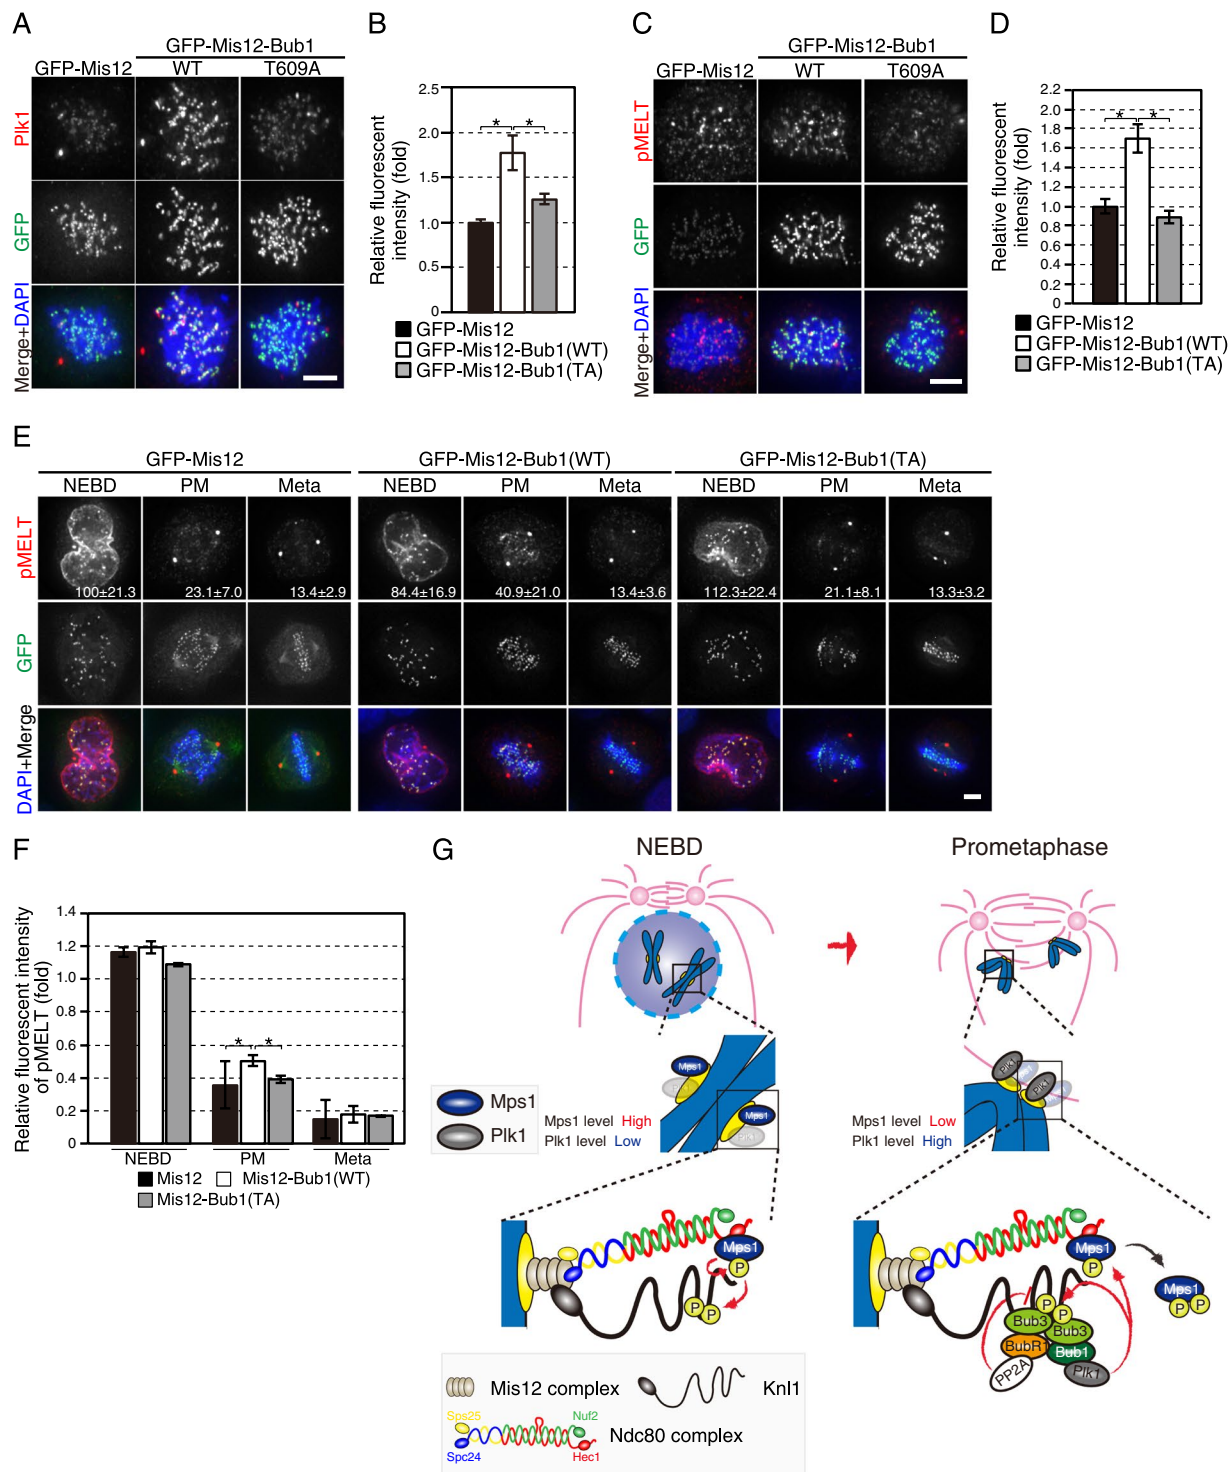 A
GFP-Mis12-Bub1
GFP-Mis12 WT T609A
Plk1
GFP
Merge+DAPI
B
Relative fluorescent intensity (fold)
2.5
2.0
1.5
1.0
0.5
0
* *
GFP-Mis12
GFP-Mis12-Bub1(WT)
GFP-Mis12-Bub1(TA)
C
GFP-Mis12-Bub1
GFP-Mis12 WT T609A
pMELT
GFP
Merge+DAPI
D
Relative fluorescent intensity (fold)
2.2
2.0
1.8
1.6
1.4
1.2
1.0
0.8
0.6
0.4
0.2
0
* *
GFP-Mis12
GFP-Mis12-Bub1(WT)
GFP-Mis12-Bub1(TA)
E
GFP-Mis12 GFP-Mis12-Bub1(WT) GFP-Mis12-Bub1(TA)
NEBD PM Meta NEBD PM Meta NEBD PM Meta
pMELT
100±21.3 23.1±7.0 13.4±2.9 84.4±16.9 40.9±21.0 13.4±3.6 112.3±22.4 21.1±8.1 13.3±3.2
GFP
DAPI+Merge
F
Relative fluorescent intensity of pMELT (fold)
1.4
1.2
1.0
0.8
0.6
0.4
0.2
0
* *
NEBD PM Meta
Mis12 Mis12-Bub1(WT)
Mis12-Bub1(TA)
G
NEBD Prometaphase
Mps1
Plk1
Mps1
Plk1
Mps1
Plk1
Mps1 level High
Plk1 level Low
Plk1
Mps1
Plk1
Mps1
Mps1 level Low
Plk1 level High
Mps1
P
P P
Mps1
P
Mps1
P P
P P
Bub3
Bub3
BubR1
Bub1
PP2A
Plk1
Mis12 complex
Knl1
Sps25
Nuf2
Ndc80 complex
Spc24
Hec1